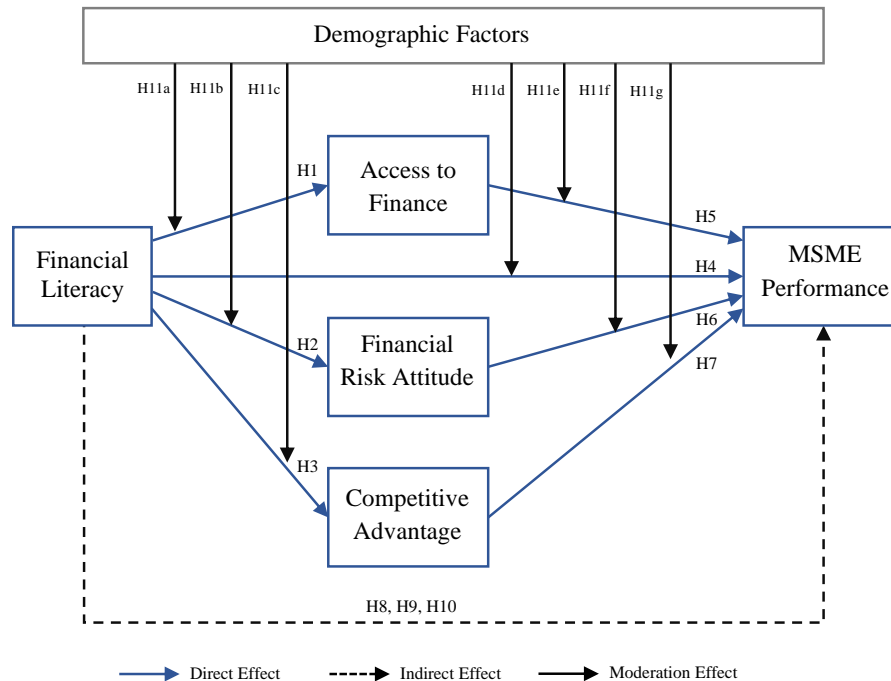 Demographic Factors
H11a
H11b
H11c
H11d
H11e
H11f
H11g
H1
Access to
Finance
H5
Financial
Literacy
H4
MSME
Performance
H2
Financial
Risk Attitude
H6
H7
H3
Competitive
Advantage
H8, H9, H10
Direct Effect
Indirect Effect
Moderation Effect